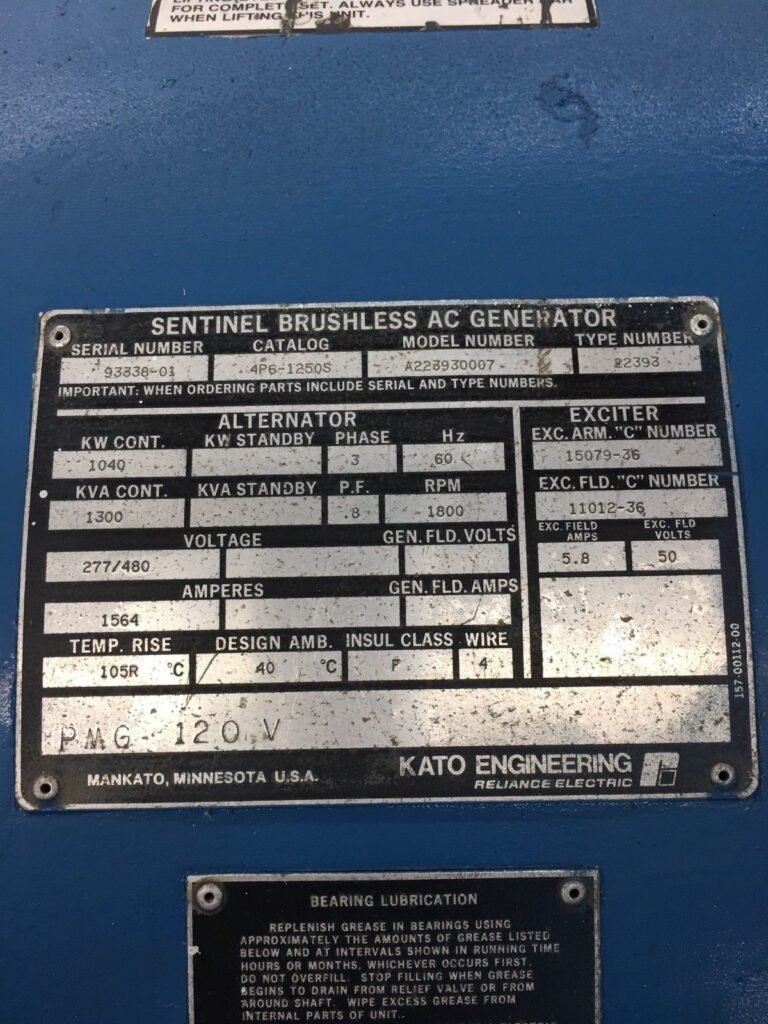 FOR COMPLETE SET. ALWAYS USE SPREADER BAR
WHEN LIFTING THIS UNIT.
SENTINEL BRUSHLESS AC GENERATOR
SERIAL NUMBER CATALOG MODEL NUMBER TYPE NUMBER
93338-01 4P6-1250S A223930007 22393
IMPORTANT: WHEN ORDERING PARTS INCLUDE SERIAL AND TYPE NUMBERS.
ALTERNATOR EXCITER
KW CONT. KW STANDBY PHASE Hz EXC. ARM. "C" NUMBER
1040 3 60 15079-36
KVA CONT. KVA STANDBY P.F. RPM EXC. FLD. "C" NUMBER
1300 .8 1800 11012-36
VOLTAGE GEN. FLD. VOLTS EXC. FIELD AMPS EXC. FLD VOLTS
277/480 5.8 50
AMPERES GEN. FLD. AMPS
1564
TEMP. RISE DESIGN AMB. INSUL CLASS WIRE
105R °C 40 °C F 4
157-00112-00
PMG 120 V
MANKATO, MINNESOTA U.S.A. KATO ENGINEERING
RELIANCE ELECTRIC
BEARING LUBRICATION
REPLENISH GREASE IN BEARINGS USING
APPROXIMATELY THE AMOUNTS OF GREASE LISTED
BELOW AND AT INTERVALS SHOWN IN RUNNING TIME
HOURS OR MONTHS, WHICHEVER OCCURS FIRST.
DO NOT OVERFILL. STOP FILLING WHEN GREASE
BEGINS TO DRAIN FROM RELIEF VALVE OR FROM
AROUND SHAFT. WIPE EXCESS GREASE FROM
INTERNAL PARTS OF UNIT..